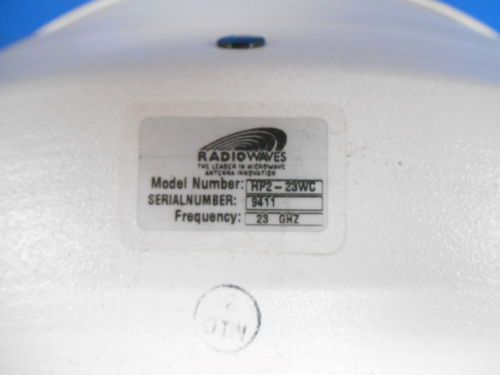 RADIOWAVES
THE LEADER IN MICROWAVE
ANTENNA INNOVATION
Model Number: HP2-23WC
SERIALNUMBER: 9411
Frequency: 23 GHZ